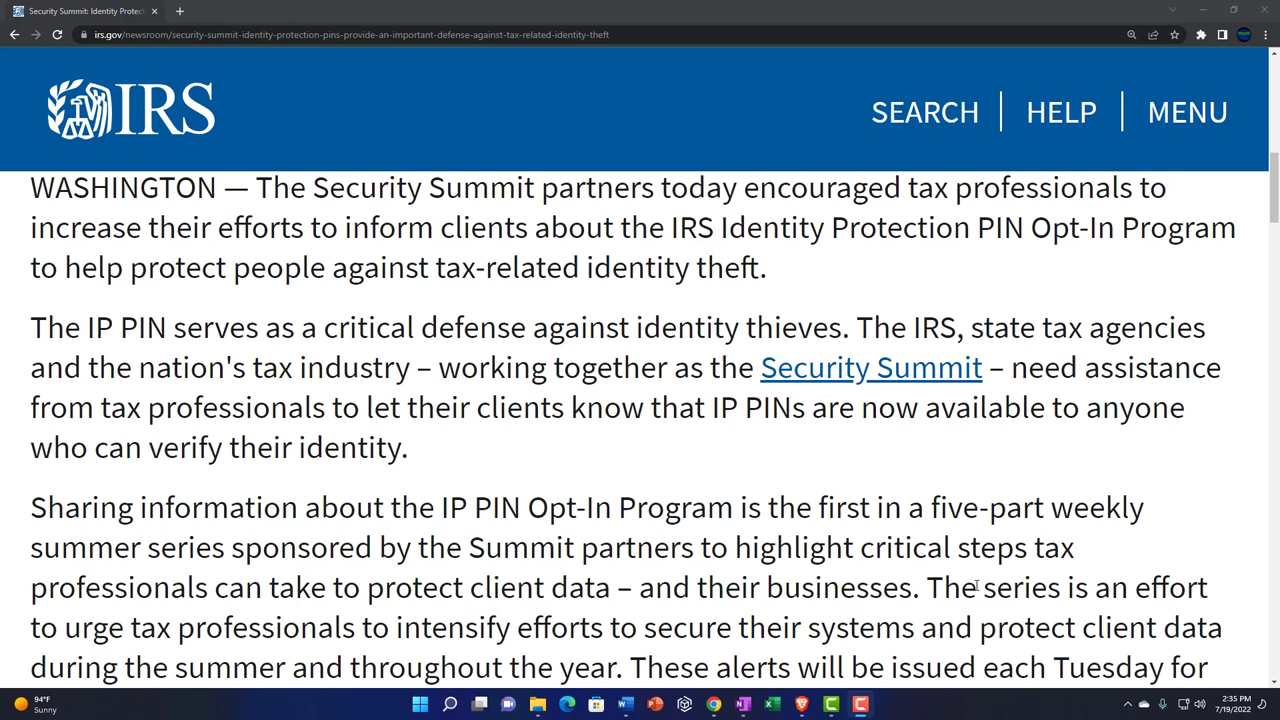 Security Summit: Identity Protect
irs.gov/newsroom/security-summit-identity-protection-pins-provide-an-important-defense-against-tax-related-identity-theft
IRS
SEARCH
HELP
MENU
WASHINGTON — The Security Summit partners today encouraged tax professionals to
increase their efforts to inform clients about the IRS Identity Protection PIN Opt-In Program
to help protect people against tax-related identity theft.
The IP PIN serves as a critical defense against identity thieves. The IRS, state tax agencies
and the nation's tax industry – working together as the Security Summit – need assistance
from tax professionals to let their clients know that IP PINs are now available to anyone
who can verify their identity.
Sharing information about the IP PIN Opt-In Program is the first in a five-part weekly
summer series sponsored by the Summit partners to highlight critical steps tax
professionals can take to protect client data – and their businesses. The series is an effort
to urge tax professionals to intensify efforts to secure their systems and protect client data
during the summer and throughout the year. These alerts will be issued each Tuesday for
94°F
Sunny
2:35 PM
7/19/2022